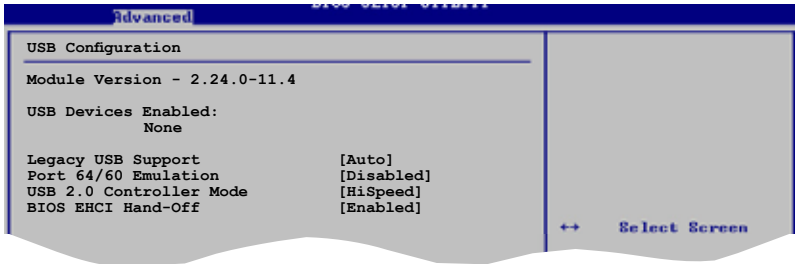 Advanced
USB Configuration
Module Version - 2.24.0-11.4
USB Devices Enabled:
None
Legacy USB Support [Auto]
Port 64/60 Emulation [Disabled]
USB 2.0 Controller Mode [HiSpeed]
BIOS EHCI Hand-Off [Enabled]
↔ Select Screen